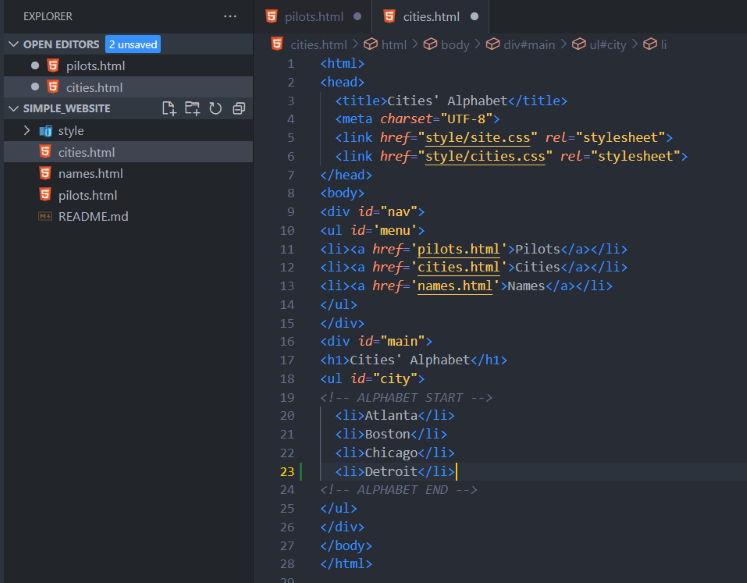 EXPLORER ...
OPEN EDITORS 2 unsaved
pilots.html
cities.html
SIMPLE_WEBSITE
style
cities.html
names.html
pilots.html
README.md
pilots.html cities.html
cities.html > html > body > div#main > ul#city > li
1 <html>
2 <head>
3 <title>Cities' Alphabet</title>
4 <meta charset="UTF-8">
5 <link href="style/site.css" rel="stylesheet">
6 <link href="style/cities.css" rel="stylesheet">
7 </head>
8 <body>
9 <div id="nav">
10 <ul id='menu'>
11 <li><a href='pilots.html'>Pilots</a></li>
12 <li><a href='cities.html'>Cities</a></li>
13 <li><a href='names.html'>Names</a></li>
14 </ul>
15 </div>
16 <div id="main">
17 <h1>Cities' Alphabet</h1>
18 <ul id="city">
19 <!-- ALPHABET START -->
20 <li>Atlanta</li>
21 <li>Boston</li>
22 <li>Chicago</li>
23 <li>Detroit</li>
24 <!-- ALPHABET END -->
25 </ul>
26 </div>
27 </body>
28 </html>
29